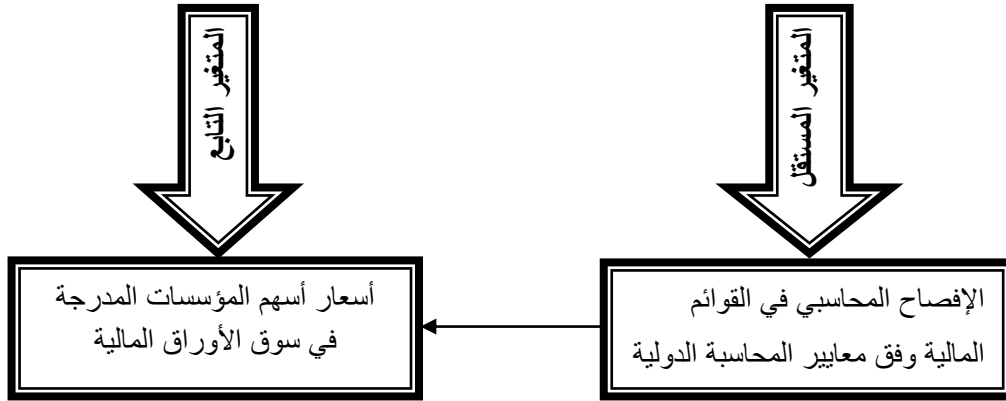 المتغير المستقل
المتغير التابع
الإفصاح المحاسبي في القوائم
المالية وفق معايير المحاسبة الدولية
أسعار أسهم المؤسسات المدرجة
في سوق الأوراق المالية